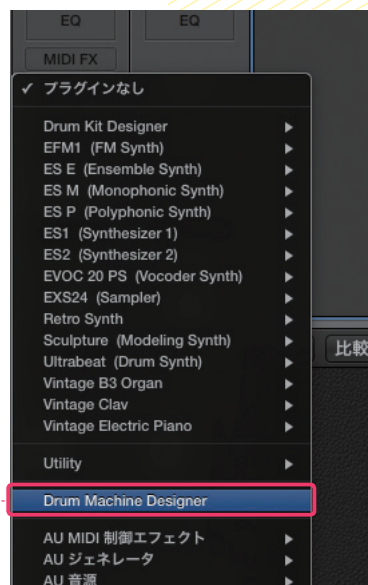 EQ EQ
MIDI FX
✓ プラグインなし
Drum Kit Designer
EFM1 (FM Synth)
ES E (Ensemble Synth)
ES M (Monophonic Synth)
ES P (Polyphonic Synth)
ES1 (Synthesizer 1)
ES2 (Synthesizer 2)
EVOC 20 PS (Vocoder Synth)
EXS24 (Sampler)
Retro Synth
Sculpture (Modeling Synth)
比較
Ultrabeat (Drum Synth)
Vintage B3 Organ
Vintage Clav
Vintage Electric Piano
Utility
Drum Machine Designer
AU MIDI 制御エフェクト
AU ジェネレータ
AU 音源